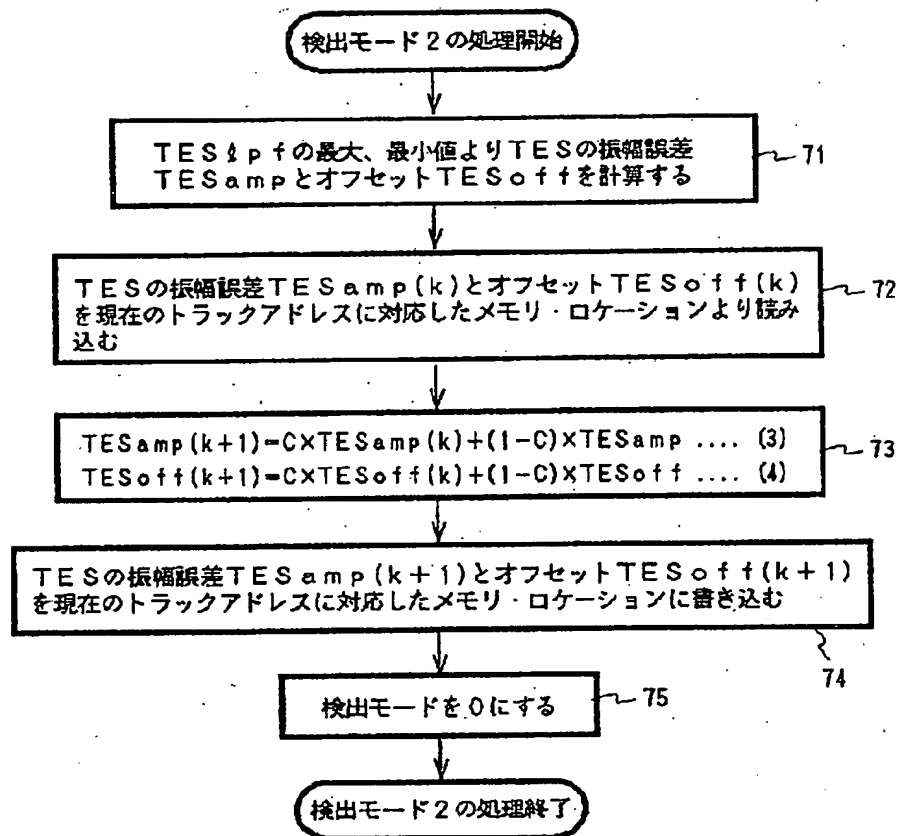 検出モード2の処理開始
TESℓpfの最大、最小値よりTESの振幅誤差
TESampとオフセットTESoffを計算する
71
TESの振幅誤差TESamp(k)とオフセットTESoff(k)
を現在のトラックアドレスに対応したメモリ・ロケーションより読み
込む
72
TESamp(k+1)=C×TESamp(k)+(1-C)×TESamp .... (3)
TESoff(k+1)=C×TESoff(k)+(1-C)×TESoff .... (4)
73
TESの振幅誤差TESamp(k+1)とオフセットTESoff(k+1)
を現在のトラックアドレスに対応したメモリ・ロケーションに書き込む
74
検出モードを0にする
75
検出モード2の処理終了